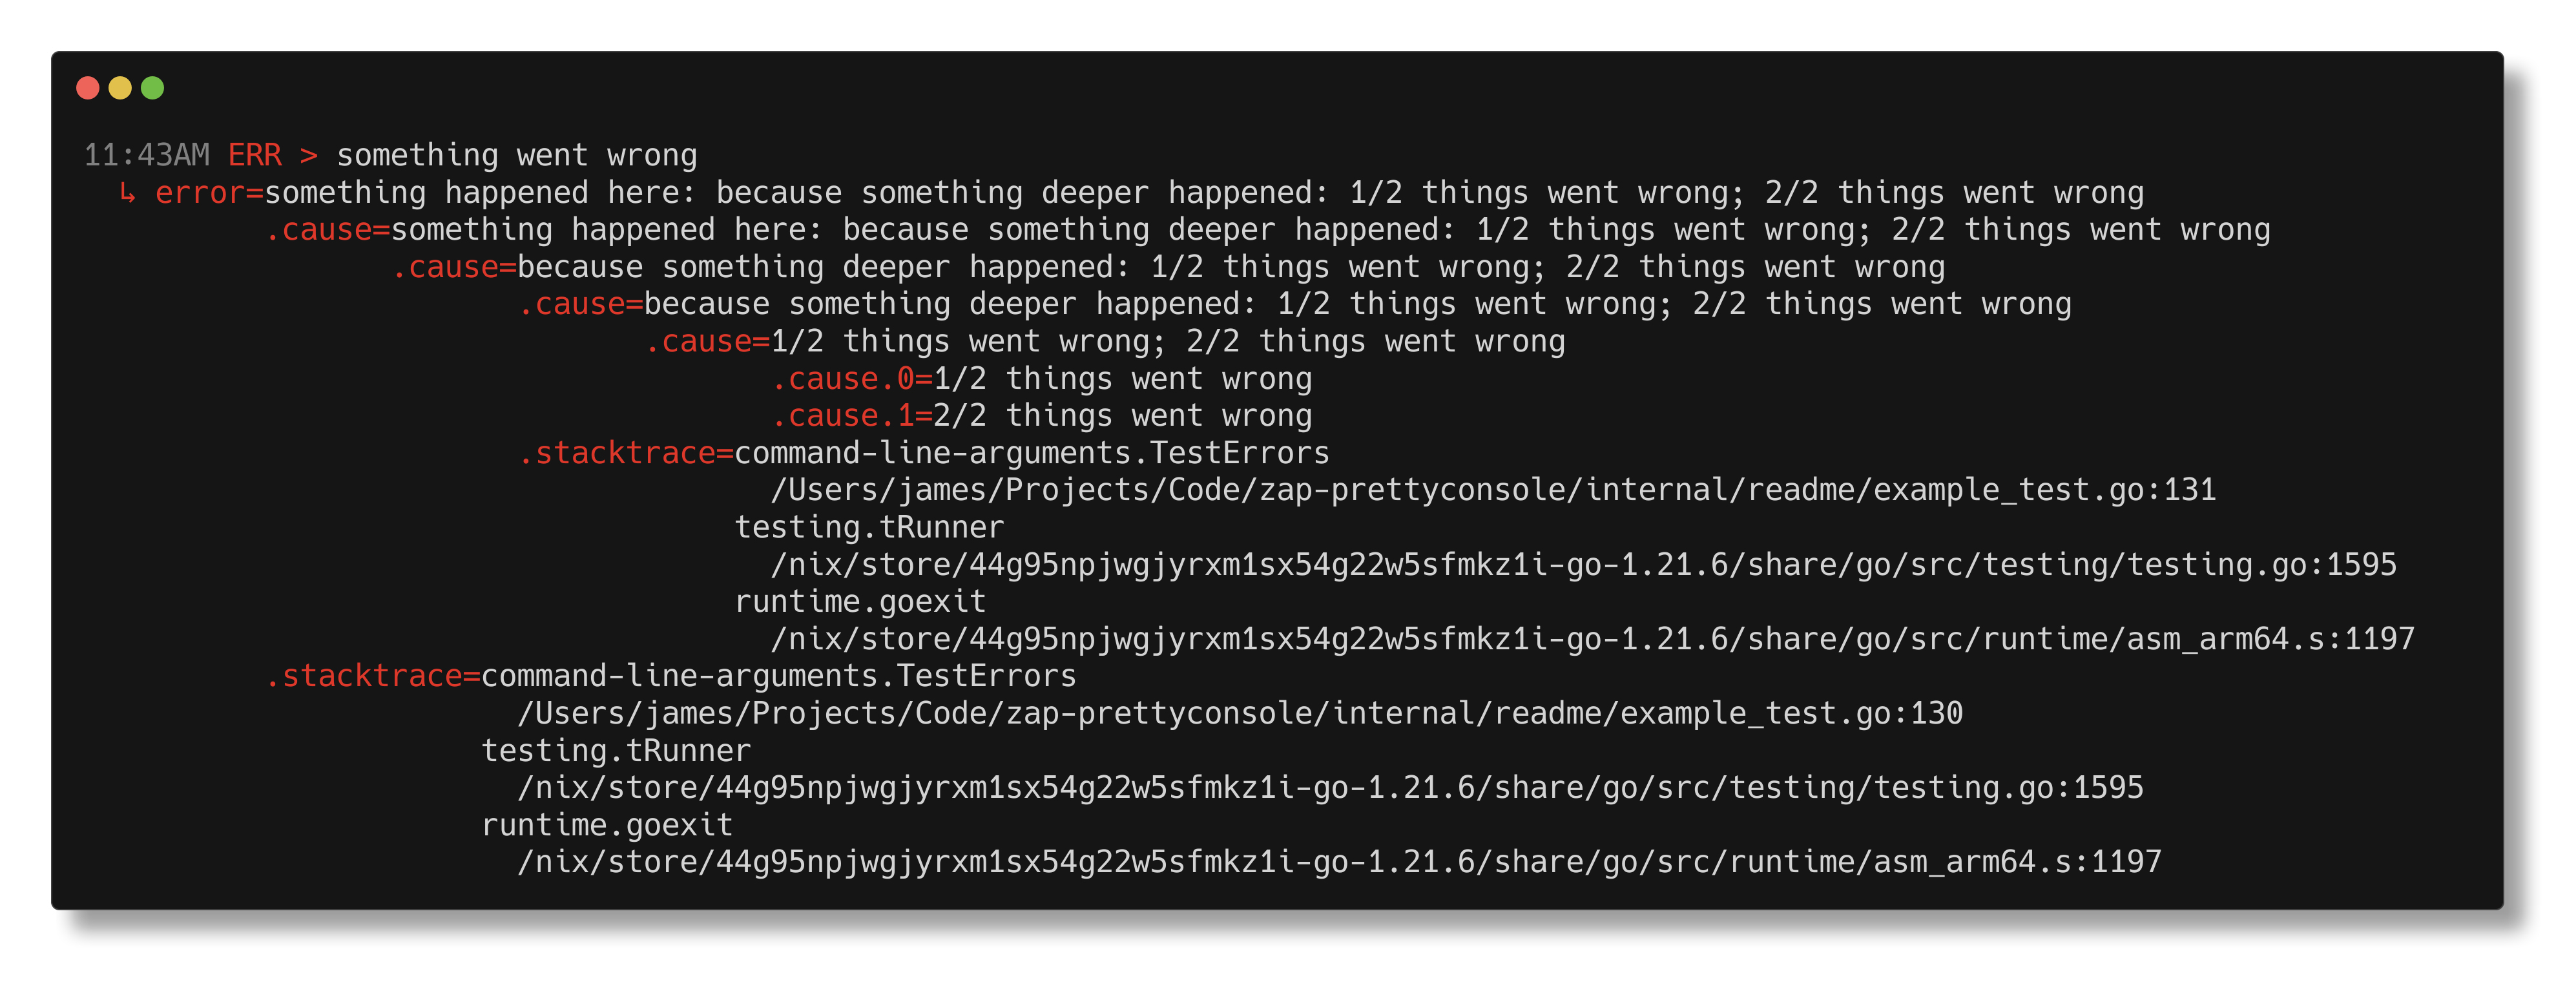 11:43AM ERR > something went wrong
  ↳ error=something happened here: because something deeper happened: 1/2 things went wrong; 2/2 things went wrong
          .cause=something happened here: because something deeper happened: 1/2 things went wrong; 2/2 things went wrong
                 .cause=because something deeper happened: 1/2 things went wrong; 2/2 things went wrong
                        .cause=because something deeper happened: 1/2 things went wrong; 2/2 things went wrong
                               .cause=1/2 things went wrong; 2/2 things went wrong
                                      .cause.0=1/2 things went wrong
                                      .cause.1=2/2 things went wrong
                        .stacktrace=command-line-arguments.TestErrors
                                      /Users/james/Projects/Code/zap-prettyconsole/internal/readme/example_test.go:131
                                    testing.tRunner
                                      /nix/store/44g95npjwgjyrxm1sx54g22w5sfmkz1i-go-1.21.6/share/go/src/testing/testing.go:1595
                                    runtime.goexit
                                      /nix/store/44g95npjwgjyrxm1sx54g22w5sfmkz1i-go-1.21.6/share/go/src/runtime/asm_arm64.s:1197
          .stacktrace=command-line-arguments.TestErrors
                        /Users/james/Projects/Code/zap-prettyconsole/internal/readme/example_test.go:130
                      testing.tRunner
                        /nix/store/44g95npjwgjyrxm1sx54g22w5sfmkz1i-go-1.21.6/share/go/src/testing/testing.go:1595
                      runtime.goexit
                        /nix/store/44g95npjwgjyrxm1sx54g22w5sfmkz1i-go-1.21.6/share/go/src/runtime/asm_arm64.s:1197